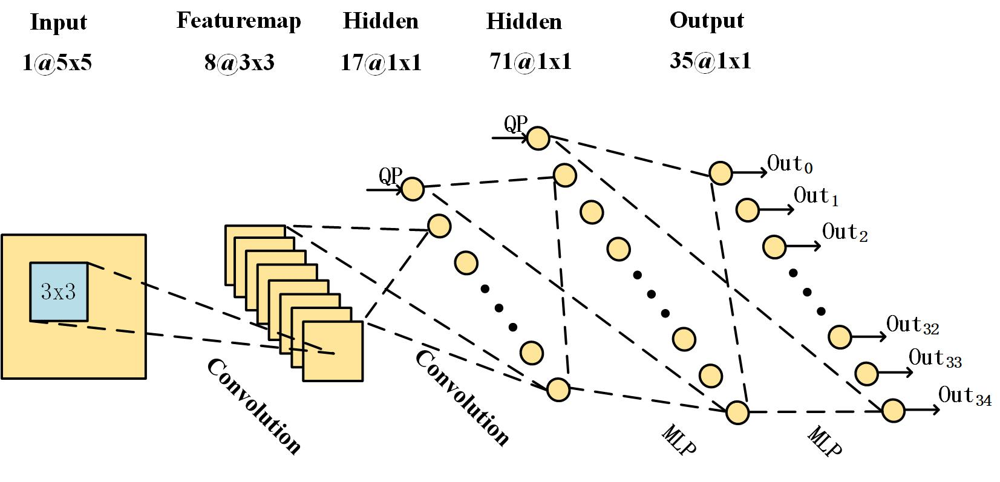 Input
Featuremap
Hidden
Hidden
Output
1@5x5
8@3x3
17@1x1
71@1x1
35@1x1
QP
QP
Out0
Out1
Out2
3x3
Out32
Out33
Out34
Convolution
Convolution
MLP
MLP